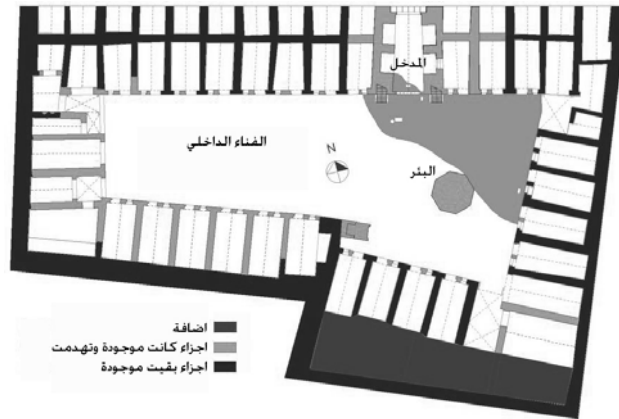 المدخل
الفناء الداخلي
N
البئر
اضافة
اجزاء كانت موجودة وتهدمت
اجزاء بقيت موجودة